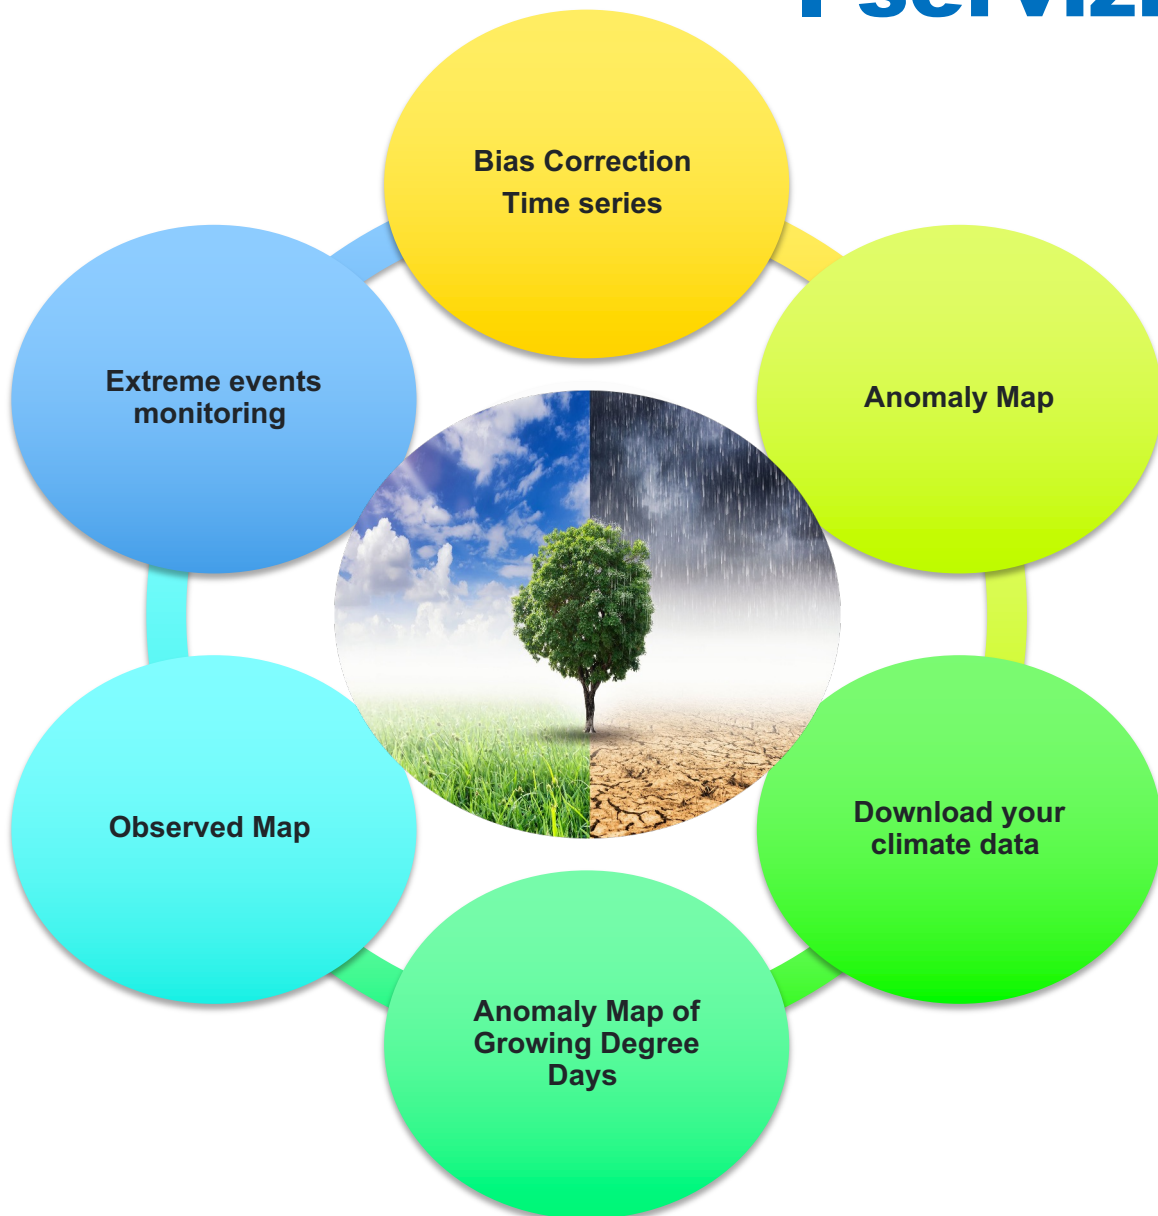 I servizi
Bias Correction
Time series
Extreme events
monitoring
Anomaly Map
Observed Map
Download your
climate data
Anomaly Map of
Growing Degree
Days